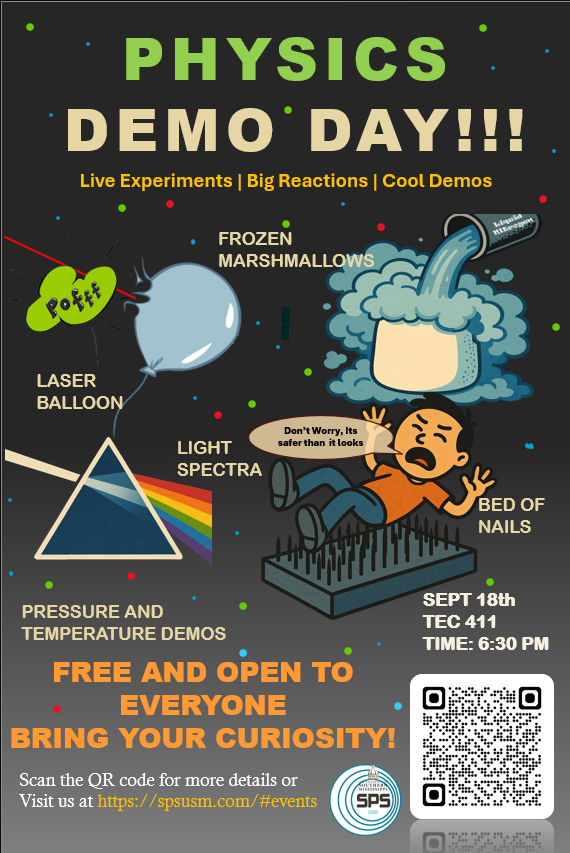 PHYSICS
DEMO DAY!!!
Live Experiments | Big Reactions | Cool Demos
Liquid
Nitrogen
FROZEN
MARSHMALLOWS
Pofff
LASER
BALLOON
Don't Worry, Its
safer than it looks
LIGHT
SPECTRA
BED OF
NAILS
SEPT 18th
TEC 411
TIME: 6:30 PM
PRESSURE AND
TEMPERATURE DEMOS
FREE AND OPEN TO
EVERYONE
BRING YOUR CURIOSITY!
Scan the QR code for more details or
Visit us at https://spsusm.com/#events
SOUTHERN
MISSISSIPPI
SPS